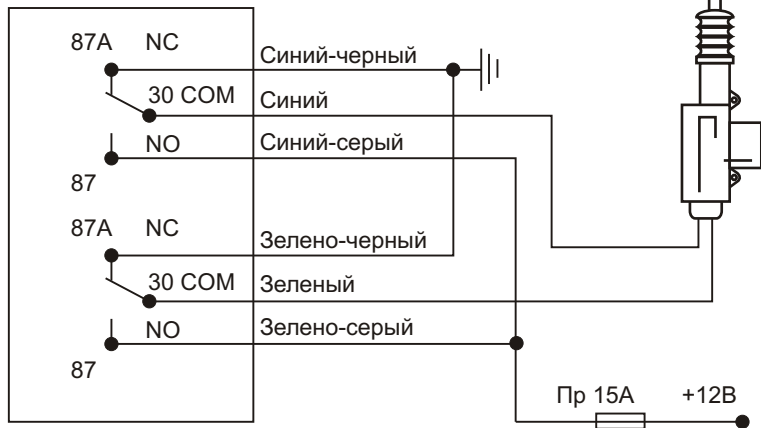 87A NC
Синий-черный
30 COM
Синий
NO
Синий-серый
87
87A NC
Зелено-черный
30 COM
Зеленый
NO
Зелено-серый
87
Пр 15А +12В